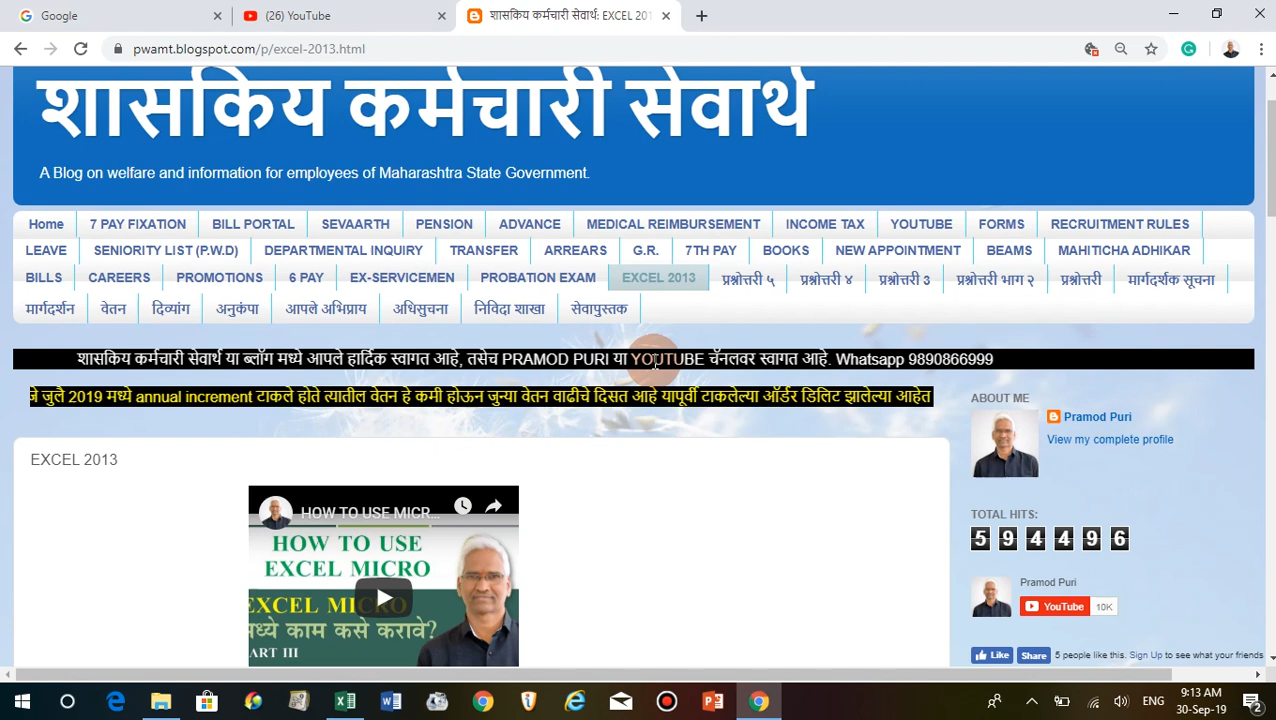 Google
(26) YouTube
शासकिय कर्मचारी सेवार्थ: EXCEL 201
pwamt.blogspot.com/p/excel-2013.html
शासकिय कर्मचारी सेवार्थ
A Blog on welfare and information for employees of Maharashtra State Government.
Home 7 PAY FIXATION BILL PORTAL SEVAARTH PENSION ADVANCE MEDICAL REIMBURSEMENT INCOME TAX YOUTUBE FORMS RECRUITMENT RULES
LEAVE SENIORITY LIST (P.W.D) DEPARTMENTAL INQUIRY TRANSFER ARREARS G.R. 7TH PAY BOOKS NEW APPOINTMENT BEAMS MAHITICHA ADHIKAR
BILLS CAREERS PROMOTIONS 6 PAY EX-SERVICEMEN PROBATION EXAM EXCEL 2013 प्रश्नोत्तरी ५ प्रश्नोत्तरी ४ प्रश्नोत्तरी ३ प्रश्नोत्तरी भाग २ प्रश्नोत्तरी मार्गदर्शक सूचना
मार्गदर्शन वेतन दिव्यांग अनुकंपा आपले अभिप्राय अधिसुचना निविदा शाखा सेवापुस्तक
शासकिय कर्मचारी सेवार्थ या ब्लॉग मध्ये आपले हार्दिक स्वागत आहे, तसेच PRAMOD PURI या YOUTUBE चॅनलवर स्वागत आहे. Whatsapp 9890866999
जे जुलै 2019 मध्ये annual increment टाकले होते त्यातील वेतन हे कमी होऊन जुन्या वेतन वाढीचे दिसत आहे यापूर्वी टाकलेल्या ऑर्डर डिलिट झालेल्या आहेत
ABOUT ME
Pramod Puri
View my complete profile
EXCEL 2013
HOW TO USE MICR...
HOW TO USE
EXCEL MICRO
EXCEL MICRO
मध्ये काम कसे करावे?
ART III
TOTAL HITS:
594496
Pramod Puri
YouTube 10K
Like Share 5 people like this. Sign Up to see what your friends
ENG
9:13 AM
30-Sep-19
2